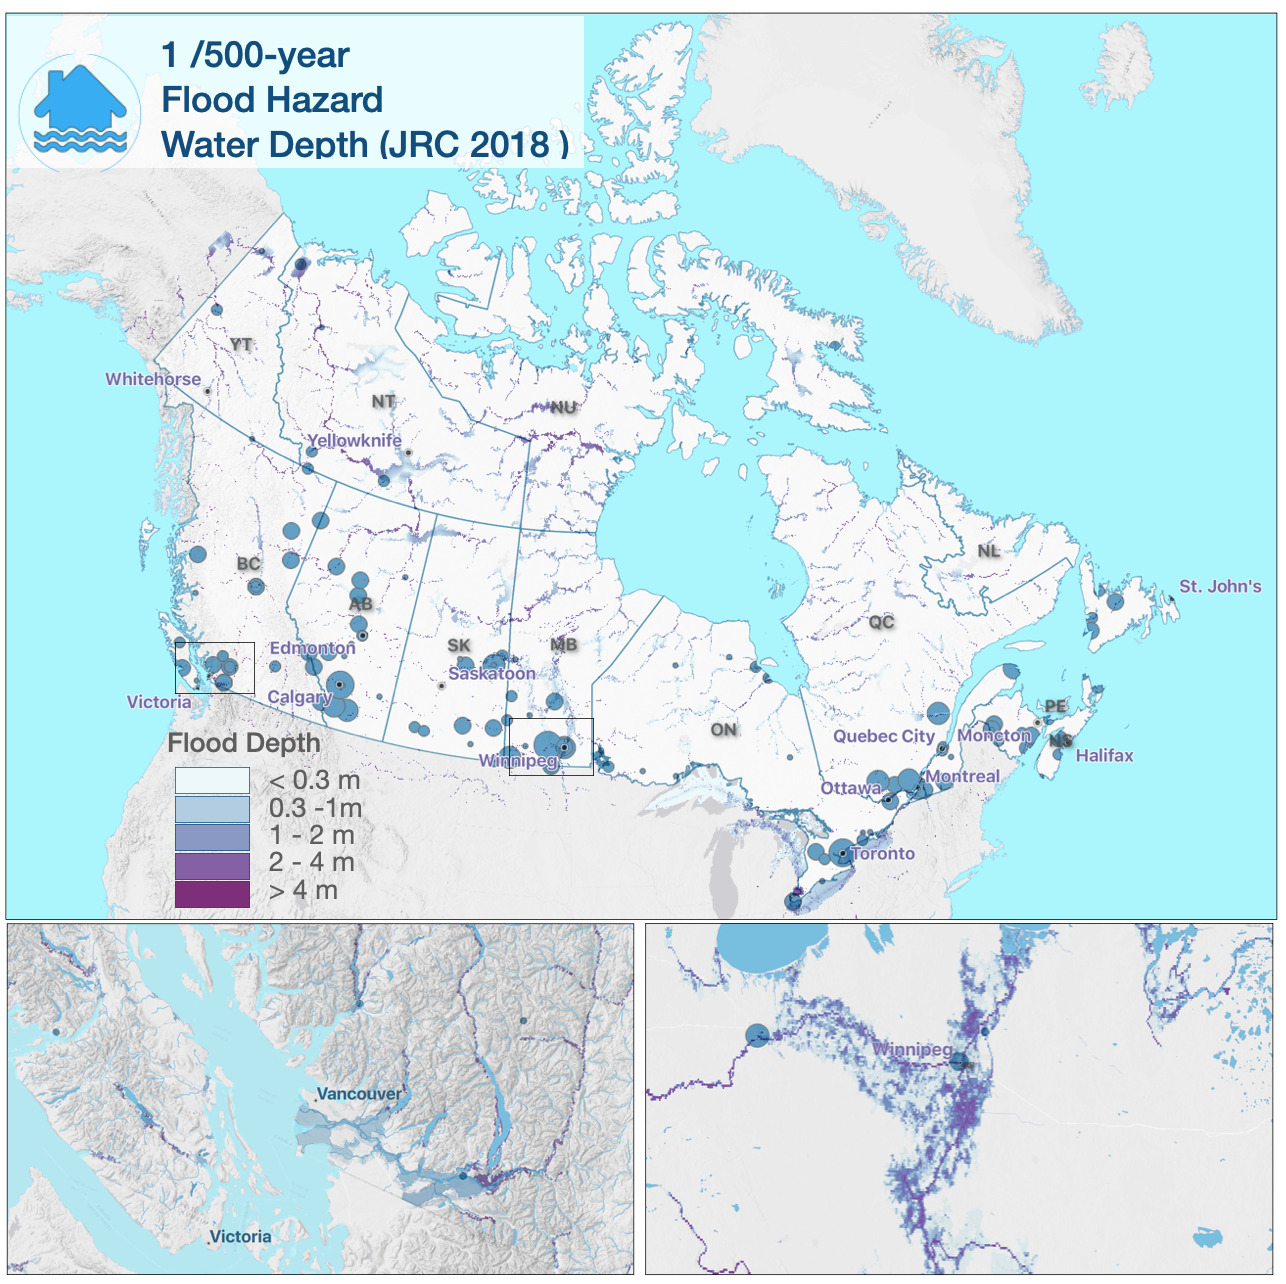 1 /500-year
Flood Hazard
Water Depth (JRC 2018 )
YT
Whitehorse
NT
NU
Yellowknife
BC
NL
AB
St. John's
QC
Edmonton
SK
MB
Saskatoon
Victoria
Calgary
PE
ON
Quebec City
Moncton
NS
Halifax
Winnipeg
Ottawa
Montreal
Toronto
Flood Depth
< 0.3 m
0.3 -1m
1 - 2 m
2 - 4 m
> 4 m
Vancouver
Victoria
Winnipeg